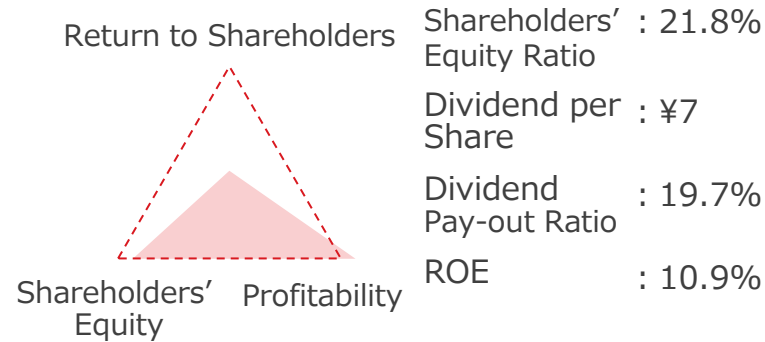 Return to Shareholders
Shareholders’
Equity
Profitability
Shareholders’ : 21.8%
Equity Ratio
Dividend per : ¥7
Share
Dividend : 19.7%
Pay-out Ratio
ROE : 10.9%